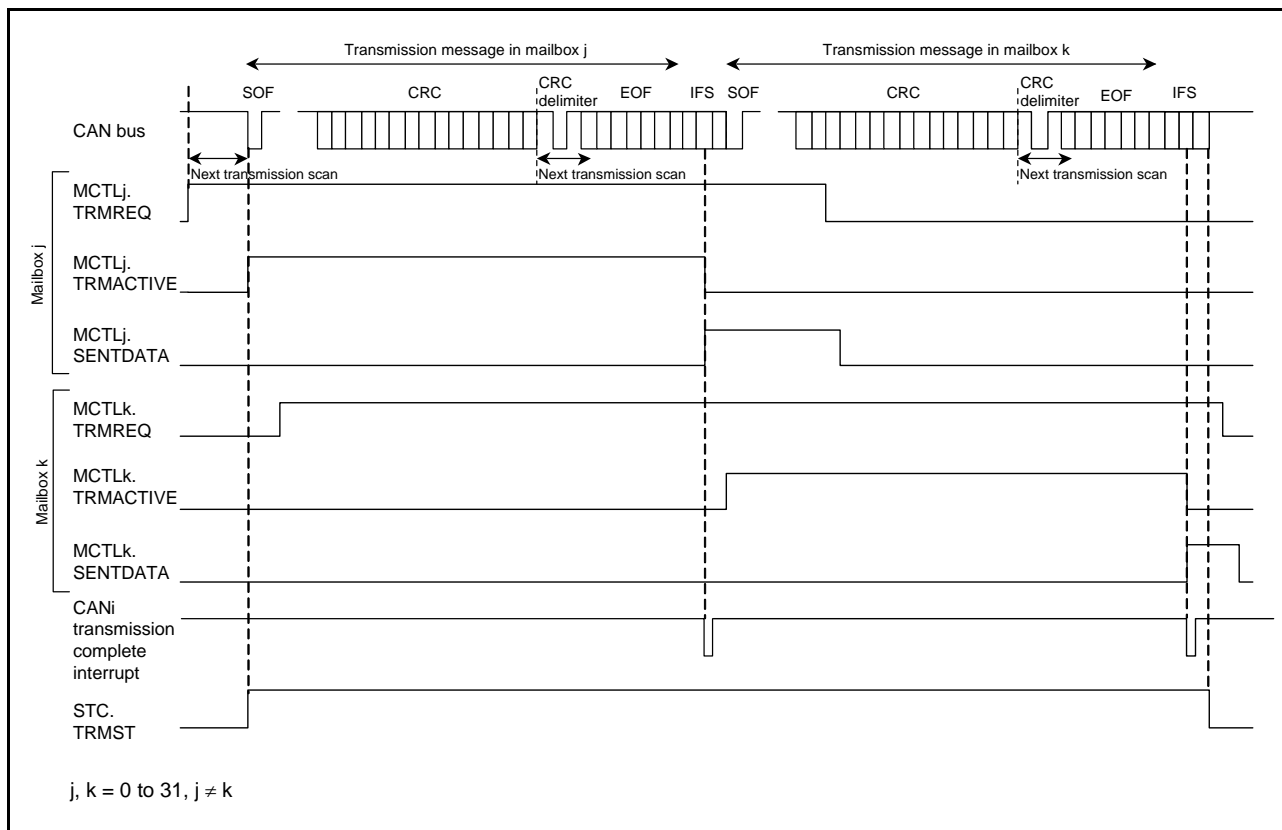 Transmission message in mailbox j
Transmission message in mailbox k
SOF
CRC
CRC
delimiter
EOF
IFS
SOF
CRC
CRC
delimiter
EOF
IFS
CAN bus
Next transmission scan
Next transmission scan
Next transmission scan
Mailbox j
MCTLj.
TRMREQ
MCTLj.
TRMACTIVE
MCTLj.
SENTDATA
Mailbox k
MCTLk.
TRMREQ
MCTLk.
TRMACTIVE
MCTLk.
SENTDATA
CANi
transmission
complete
interrupt
STC.
TRMST
j, k = 0 to 31, j ≠ k